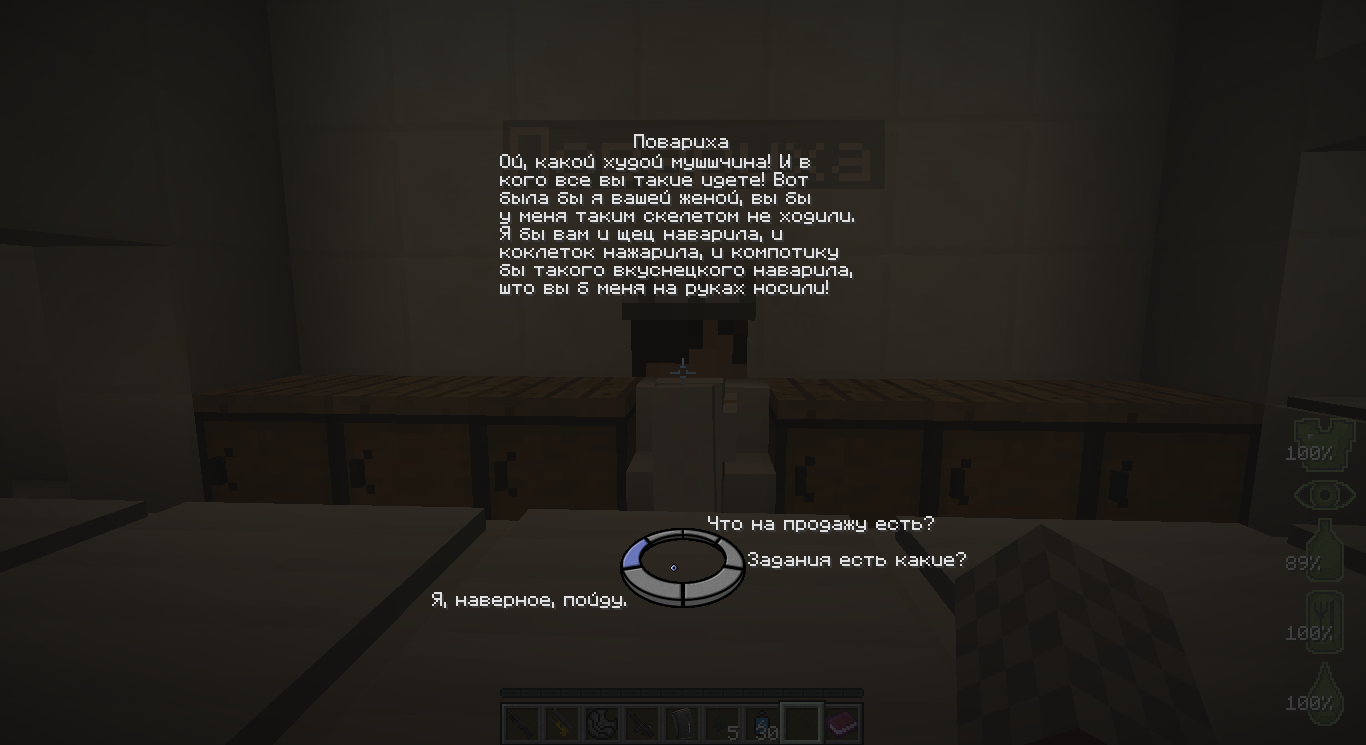 Повариха
Ой, какой худой мушшчина! И в
кого все вы такие идете! Вот
была бы я вашей женой, вы бы
у меня таким скелетом не ходили.
Я бы вам и щец наварила, и
коклеток нажарила, и компотику
бы такого вкуснецкого наварила,
што вы б меня на руках носили!
100%
Что на продажу есть?
Задания есть какие?
89%
Я, наверное, пойду.
100%
100%
5
30